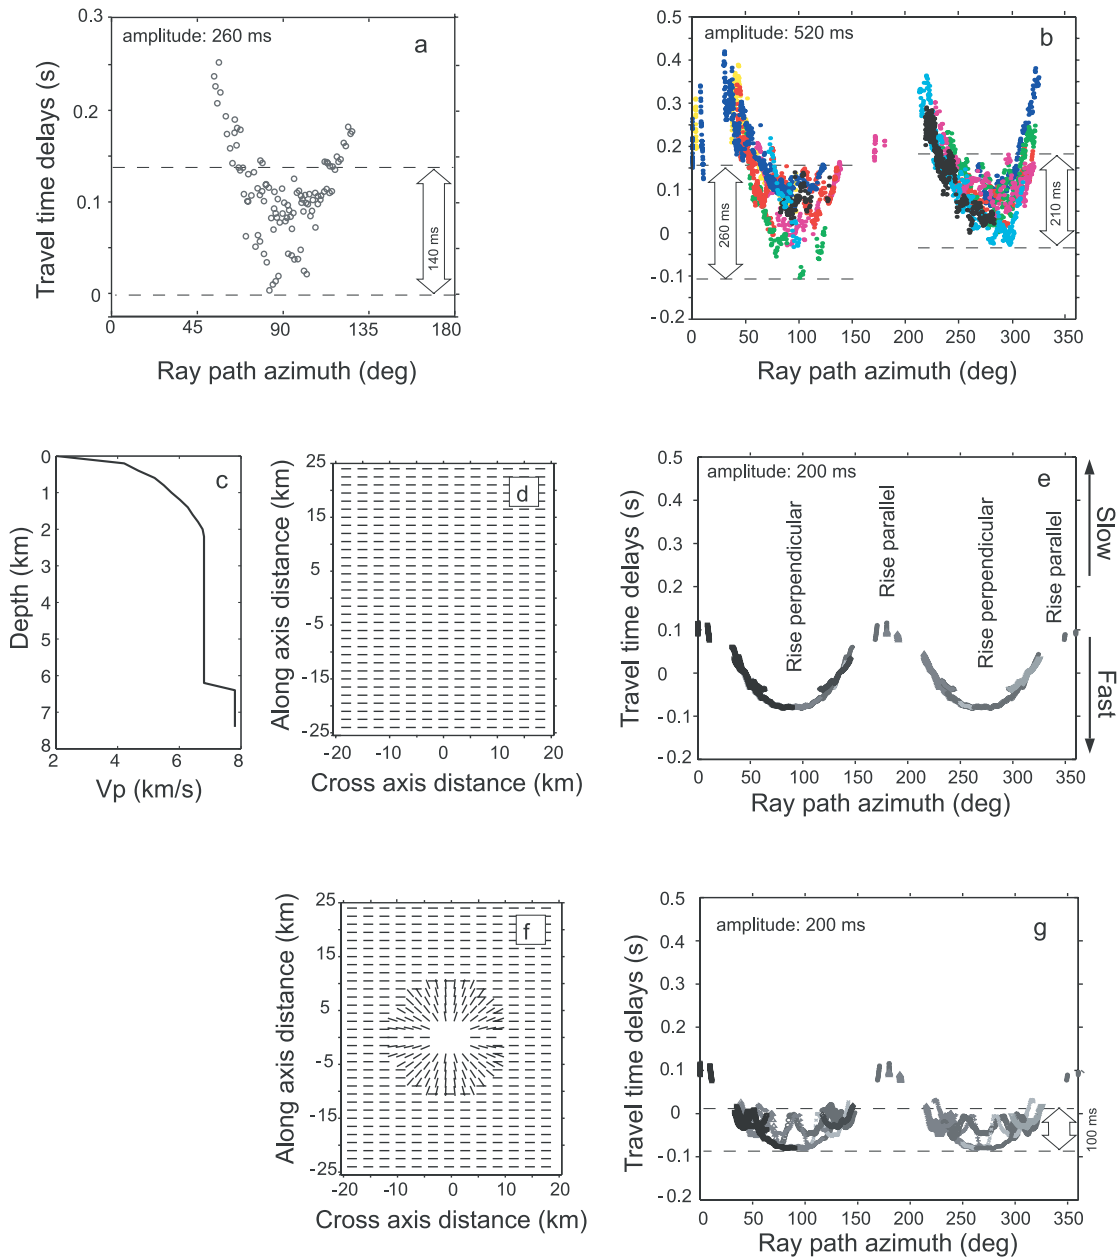 0.3
amplitude: 260 ms
a
0.2
0.1
0
Travel time delays (s)
140 ms
0
45
90
135
180
Ray path azimuth (deg)
0.5
amplitude: 520 ms
b
0.4
0.3
0.2
0.1
0
-0.1
-0.2
Travel time delays (s)
260 ms
210 ms
0
50
100
150
200
250
300
350
Ray path azimuth (deg)
0
1
2
3
4
5
6
7
8
c
Depth (km)
2
4
6
8
Vp (km/s)
25
15
5
-5
-15
-25
d
Along axis distance (km)
-20
-10
0
10
20
Cross axis distance (km)
0.5
amplitude: 200 ms
e
0.4
0.3
0.2
0.1
0
-0.1
-0.2
Travel time delays (s)
Rise perpendicular
Rise parallel
Rise perpendicular
Rise parallel
Slow
Fast
0
50
100
150
200
250
300
350
Ray path azimuth (deg)
25
15
5
-5
-15
-25
f
Along axis distance (km)
-20
-10
0
10
20
Cross axis distance (km)
0.5
amplitude: 200 ms
g
0.4
0.3
0.2
0.1
0
-0.1
-0.2
Travel time delays (s)
100 ms
0
50
100
150
200
250
300
350
Ray path azimuth (deg)